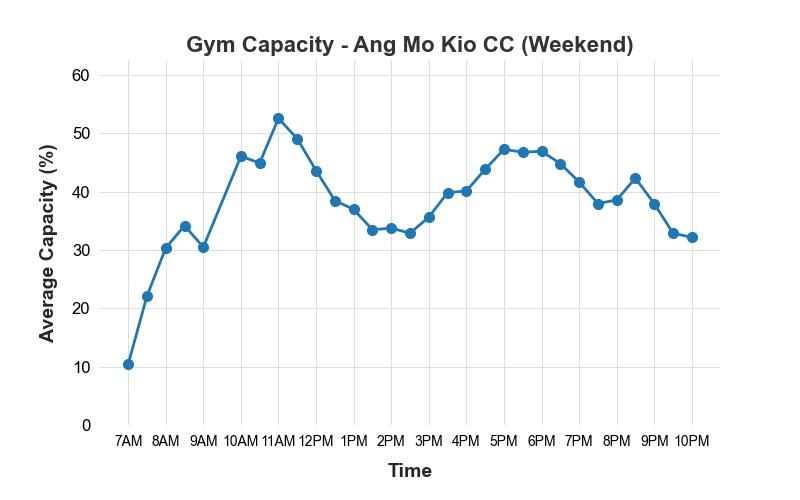 Gym Capacity - Ang Mo Kio CC (Weekend)
60
50
40
30
20
10
0
Average Capacity (%)
7AM 8AM 9AM 10AM 11AM 12PM 1PM 2PM 3PM 4PM 5PM 6PM 7PM 8PM 9PM 10PM
Time